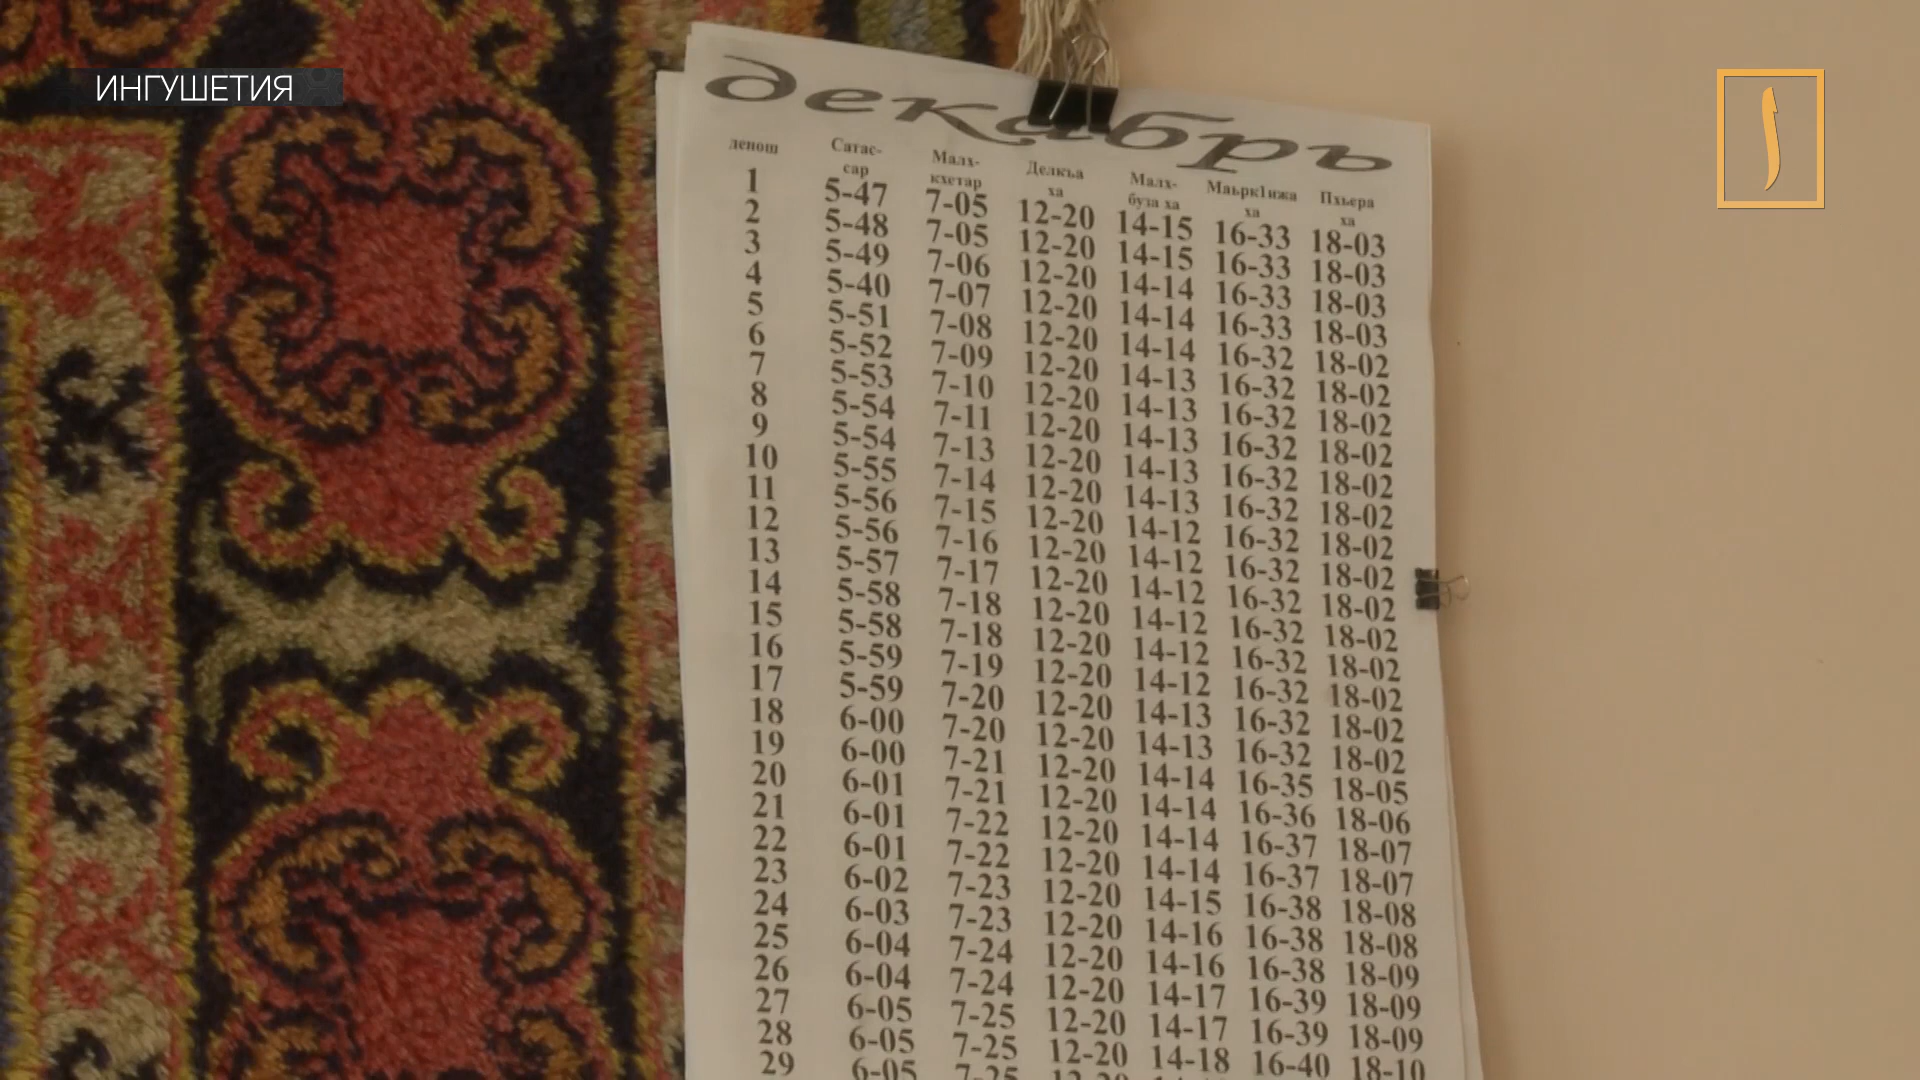 ИНГУШЕТИЯ
декабрь
денош Сатас-сар Малх-кхетар Делкъа ха Малх-буза ха Маьрк1ижа ха Пхьера ха
1 5-47 7-05 12-20 14-15 16-33 18-03
2 5-48 7-05 12-20 14-15 16-33 18-03
3 5-49 7-06 12-20 14-14 16-33 18-03
4 5-40 7-07 12-20 14-14 16-33 18-03
5 5-51 7-08 12-20 14-14 16-32 18-02
6 5-52 7-09 12-20 14-13 16-32 18-02
7 5-53 7-10 12-20 14-13 16-32 18-02
8 5-54 7-11 12-20 14-13 16-32 18-02
9 5-54 7-13 12-20 14-13 16-32 18-02
10 5-55 7-14 12-20 14-13 16-32 18-02
11 5-56 7-15 12-20 14-12 16-32 18-02
12 5-56 7-16 12-20 14-12 16-32 18-02
13 5-57 7-17 12-20 14-12 16-32 18-02
14 5-58 7-18 12-20 14-12 16-32 18-02
15 5-58 7-18 12-20 14-12 16-32 18-02
16 5-59 7-19 12-20 14-12 16-32 18-02
17 5-59 7-20 12-20 14-13 16-32 18-02
18 6-00 7-20 12-20 14-13 16-32 18-02
19 6-00 7-21 12-20 14-14 16-35 18-05
20 6-01 7-21 12-20 14-14 16-36 18-06
21 6-01 7-22 12-20 14-14 16-37 18-07
22 6-01 7-22 12-20 14-14 16-37 18-07
23 6-02 7-23 12-20 14-15 16-38 18-08
24 6-03 7-23 12-20 14-16 16-38 18-08
25 6-04 7-24 12-20 14-16 16-38 18-09
26 6-04 7-24 12-20 14-17 16-39 18-09
27 6-05 7-25 12-20 14-17 16-39 18-09
28 6-05 7-25 12-20 14-18 16-40 18-10
29 6-05 7-25 12-20